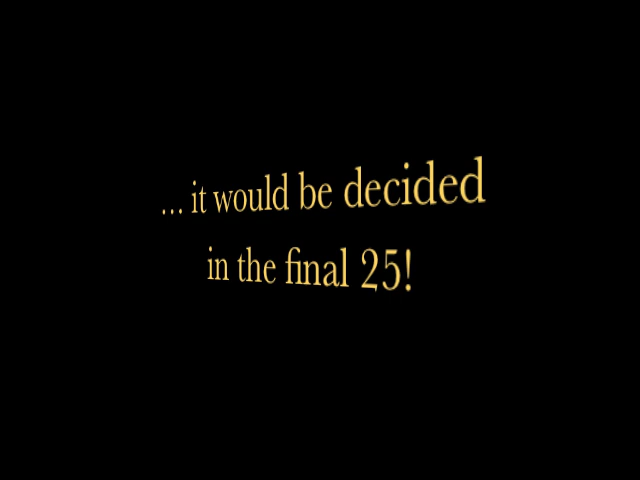 ... it would be decided
in the final 25!